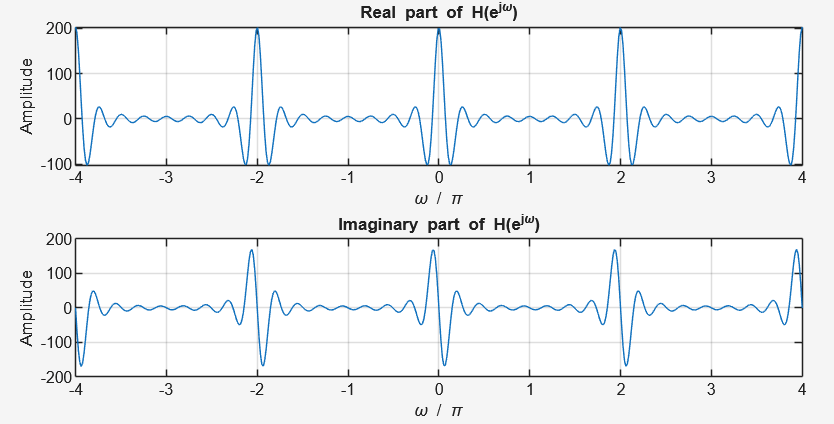 Real part of H(e^jω)
Amplitude
200
100
0
-100
-4 -3 -2 -1 0 1 2 3 4
ω / π
Imaginary part of H(e^jω)
Amplitude
200
100
0
-100
-200
-4 -3 -2 -1 0 1 2 3 4
ω / π